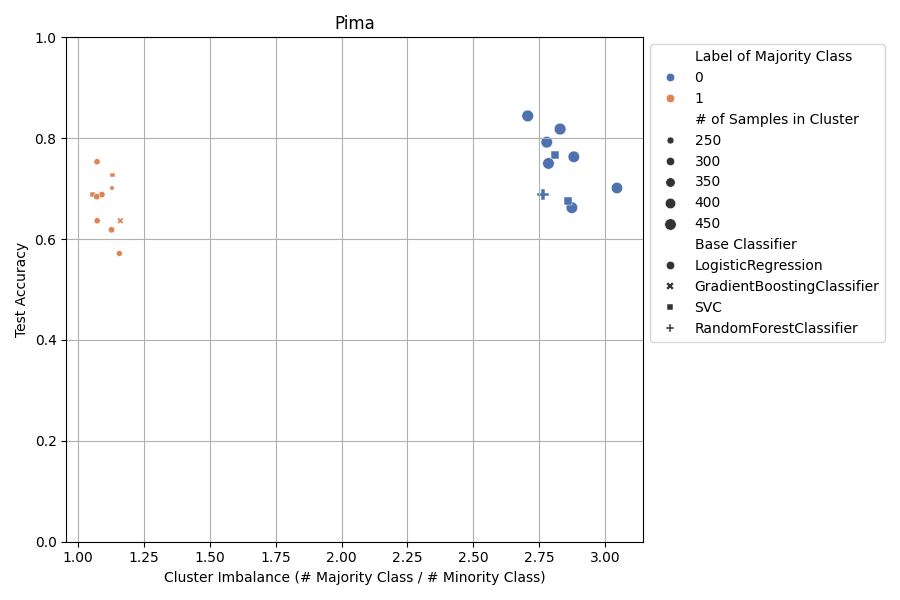 Pima
1.0
0.8
0.6
0.4
0.2
0.0
Test Accuracy
1.00 1.25 1.50 1.75 2.00 2.25 2.50 2.75 3.00
Cluster Imbalance (# Majority Class / # Minority Class)
Label of Majority Class
0
1
# of Samples in Cluster
250
300
350
400
450
Base Classifier
LogisticRegression
GradientBoostingClassifier
SVC
RandomForestClassifier